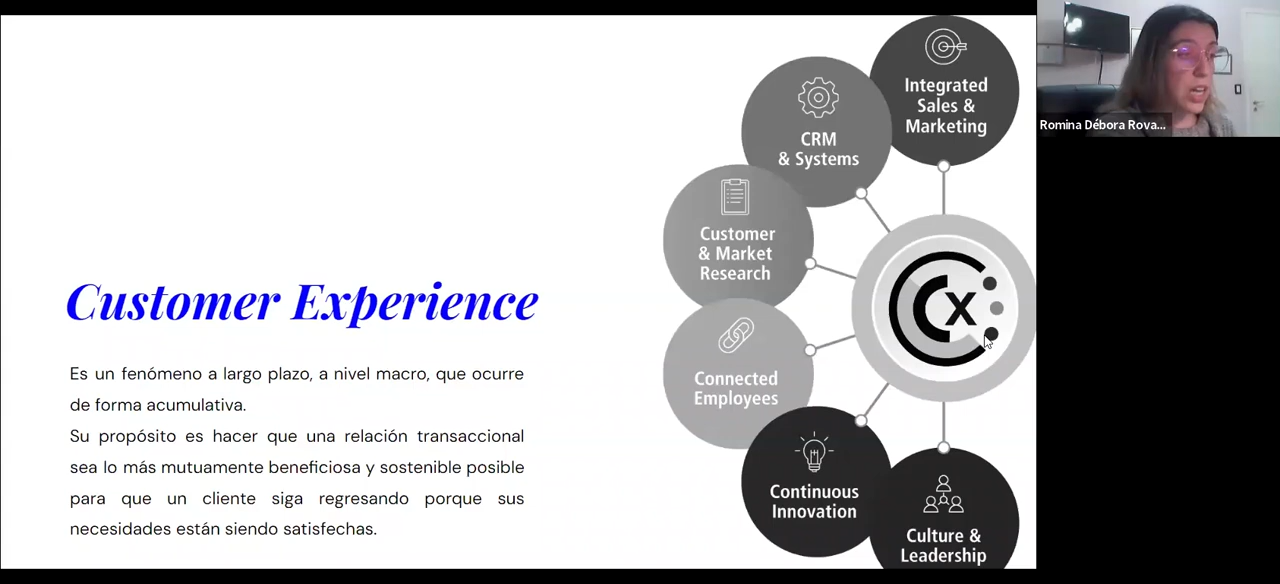 Customer Experience
Es un fenómeno a largo plazo, a nivel macro, que ocurre
de forma acumulativa.
Su propósito es hacer que una relación transaccional
sea lo más mutuamente beneficiosa y sostenible posible
para que un cliente siga regresando porque sus
necesidades están siendo satisfechas.
Integrated
Sales &
Marketing
CRM
& Systems
Customer
& Market
Research
Connected
Employees
Continuous
Innovation
Culture &
Leadership
CX
Romina Débora Rova...